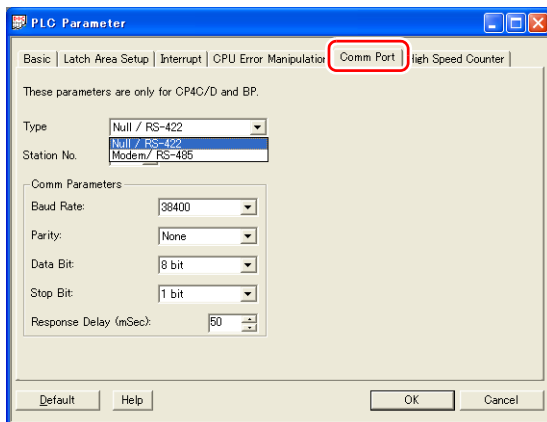 PLC Parameter
Basic | Latch Area Setup | Interrupt | CPU Error Manipulation | Comm Port | High Speed Counter |
These parameters are only for CP4C/D and BP.
Type Null / RS-422
Null / RS-422
Station No. Modem/ RS-485
Comm Parameters
Baud Rate: 38400
Parity: None
Data Bit: 8 bit
Stop Bit: 1 bit
Response Delay (mSec): 50
Default Help OK Cancel